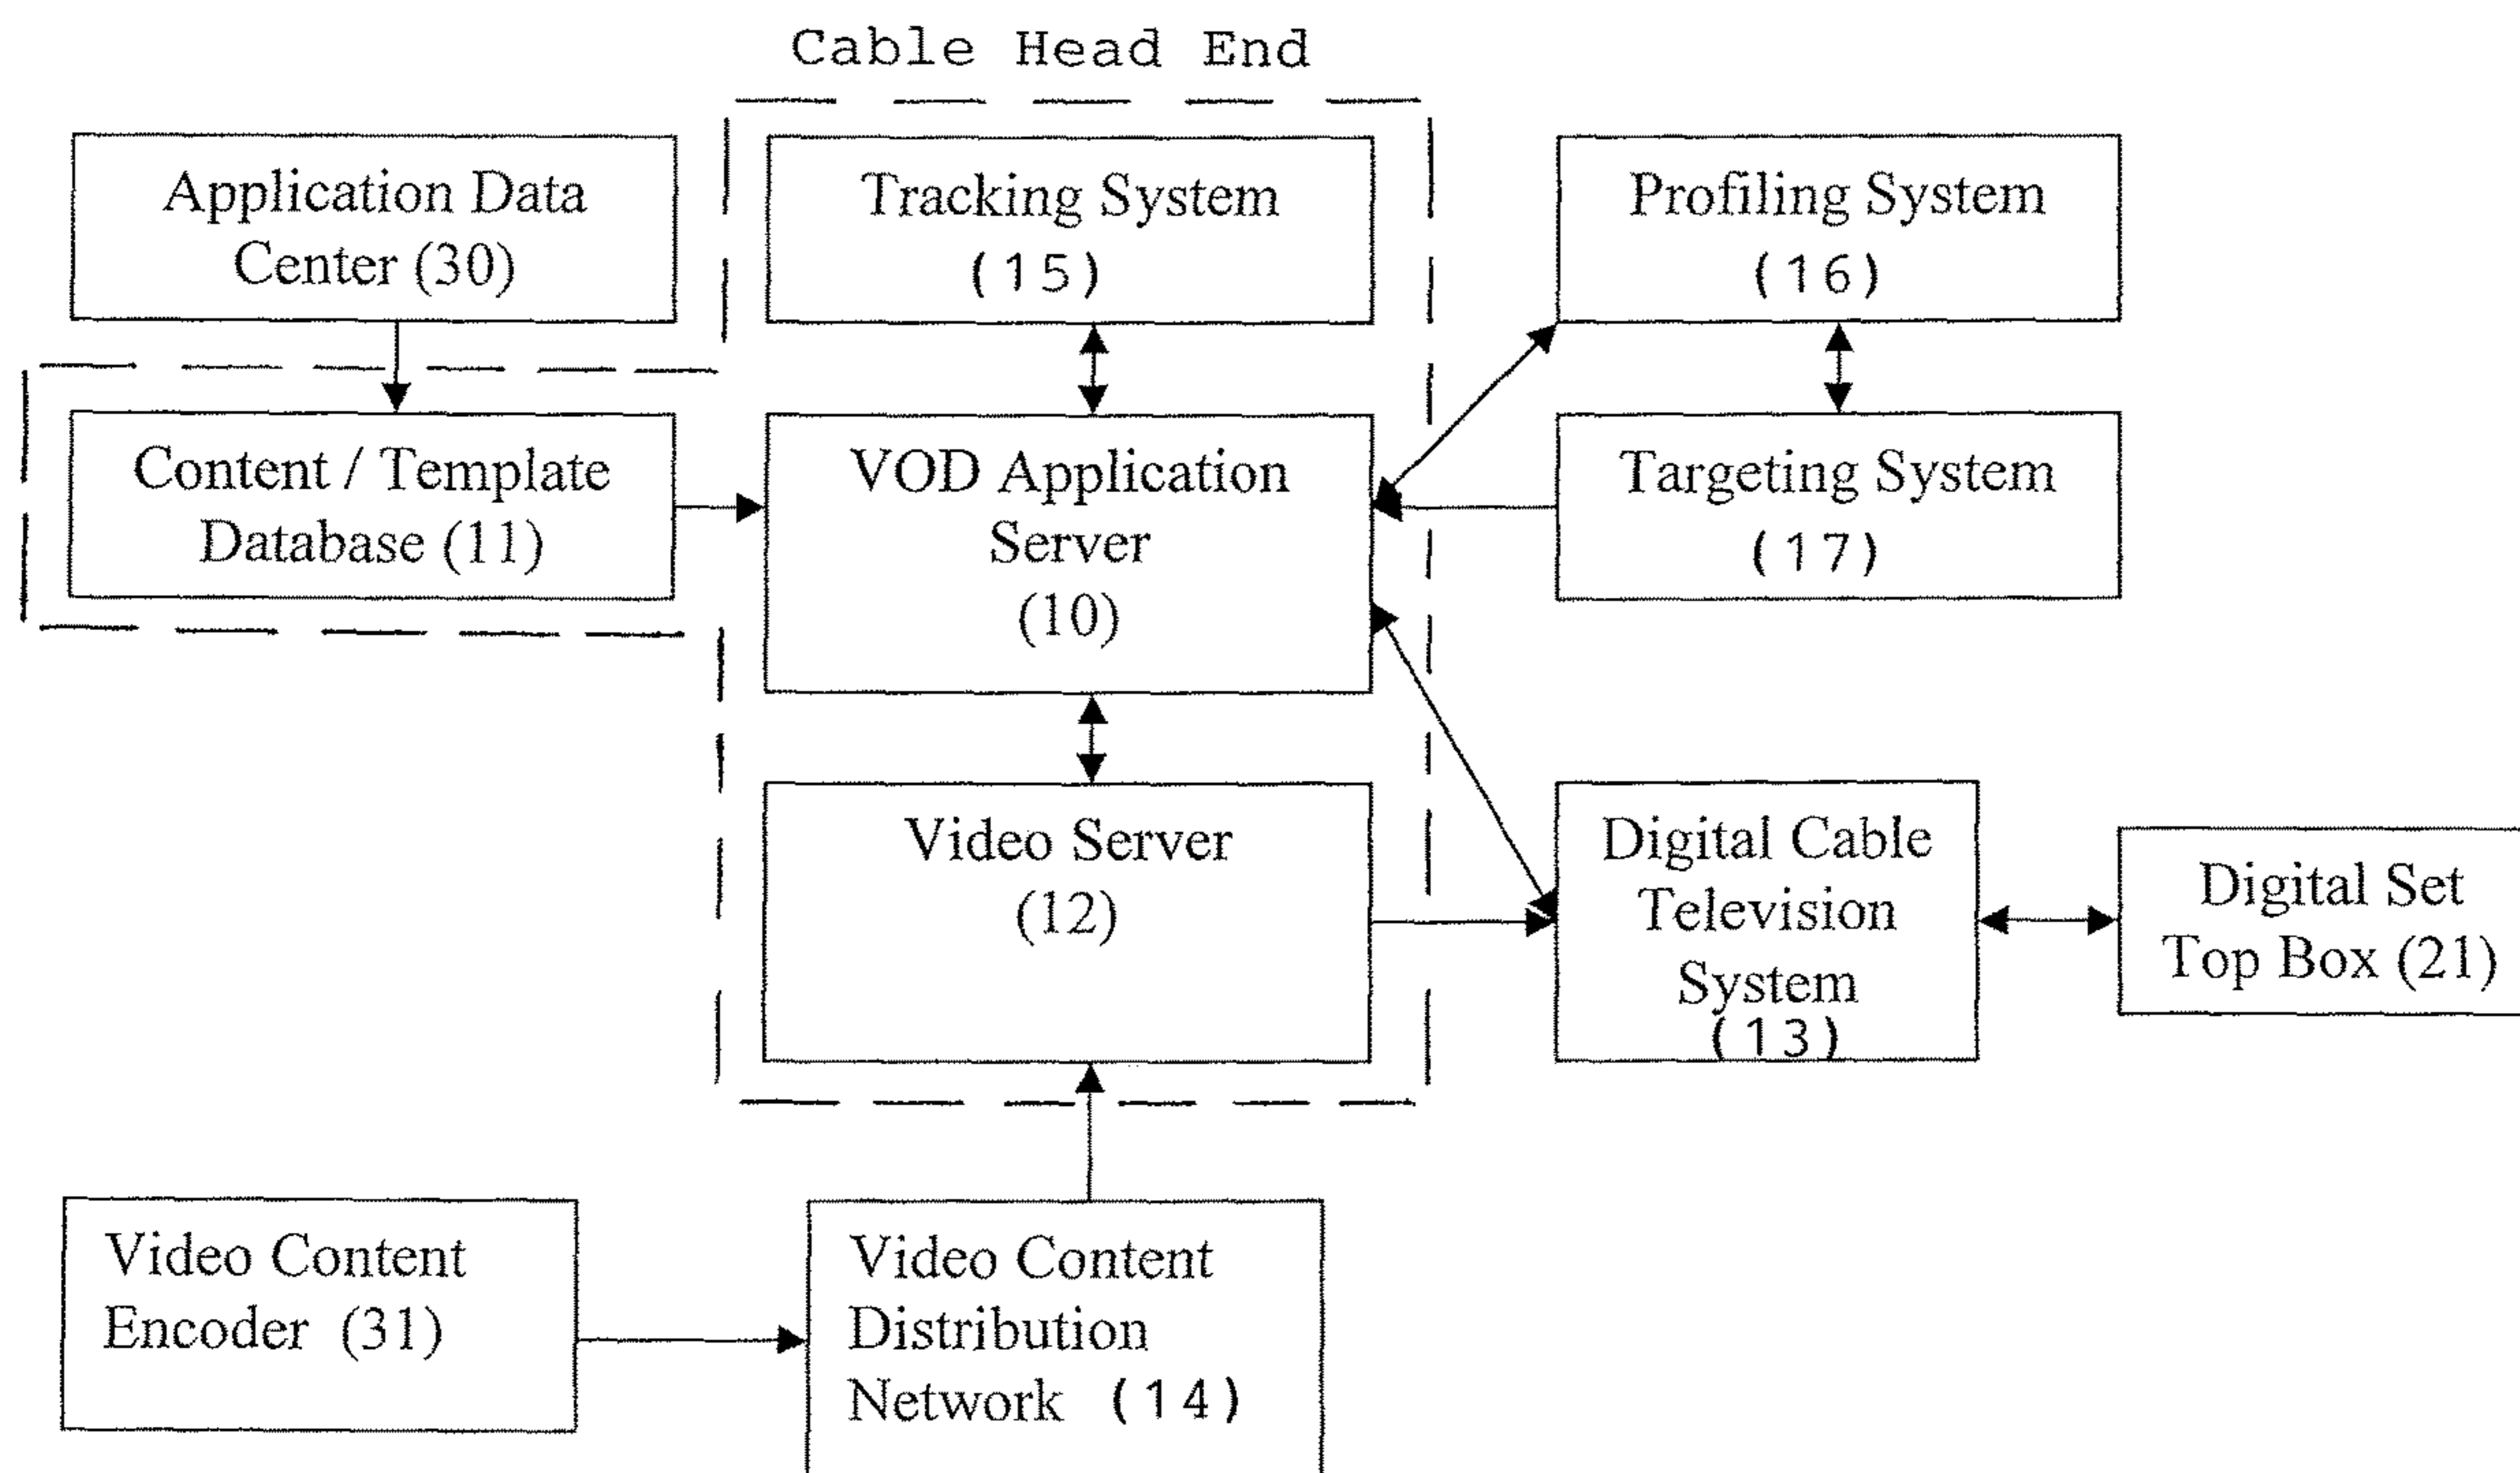 Cable Head End
Application Data
Center (30)
Tracking System
(15)
Profiling System
(16)
Content / Template
Database (11)
VOD Application
Server
(10)
Targeting System
(17)
Video Server
(12)
Digital Cable
Television
System
(13)
Digital Set
Top Box (21)
Video Content
Encoder (31)
Video Content
Distribution
Network (14)